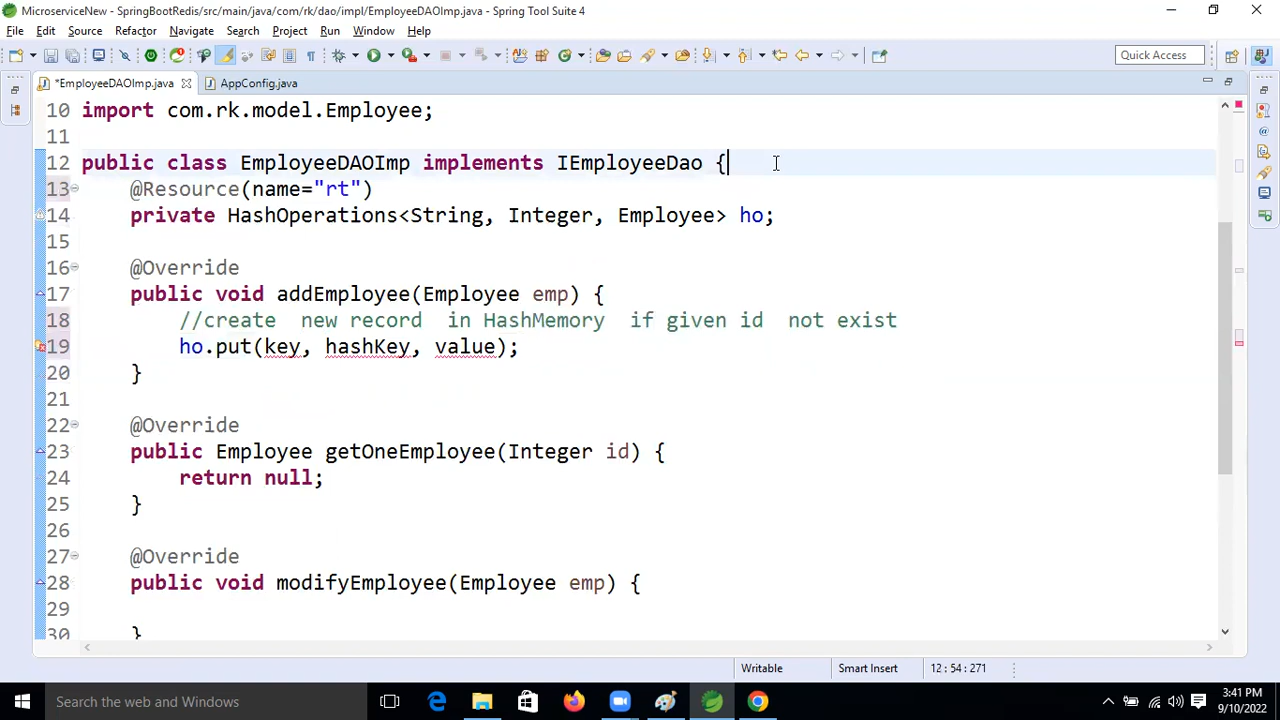 MicroserviceNew - SpringBootRedis/src/main/java/com/rk/dao/impl/EmployeeDAOImp.java - Spring Tool Suite 4
File Edit Source Refactor Navigate Search Project Run Window Help
Quick Access
*EmployeeDAOImp.java AppConfig.java
10 import com.rk.model.Employee;
11
12 public class EmployeeDAOImp implements IEmployeeDao {
13 @Resource(name="rt")
14 private HashOperations<String, Integer, Employee> ho;
15
16 @Override
17 public void addEmployee(Employee emp) {
18 //create new record in HashMemory if given id not exist
19 ho.put(key, hashKey, value);
20 }
21
22 @Override
23 public Employee getOneEmployee(Integer id) {
24 return null;
25 }
26
27 @Override
28 public void modifyEmployee(Employee emp) {
29
30 }
Writable Smart Insert 12 : 54 : 271
Search the web and Windows
3:41 PM
9/10/2022